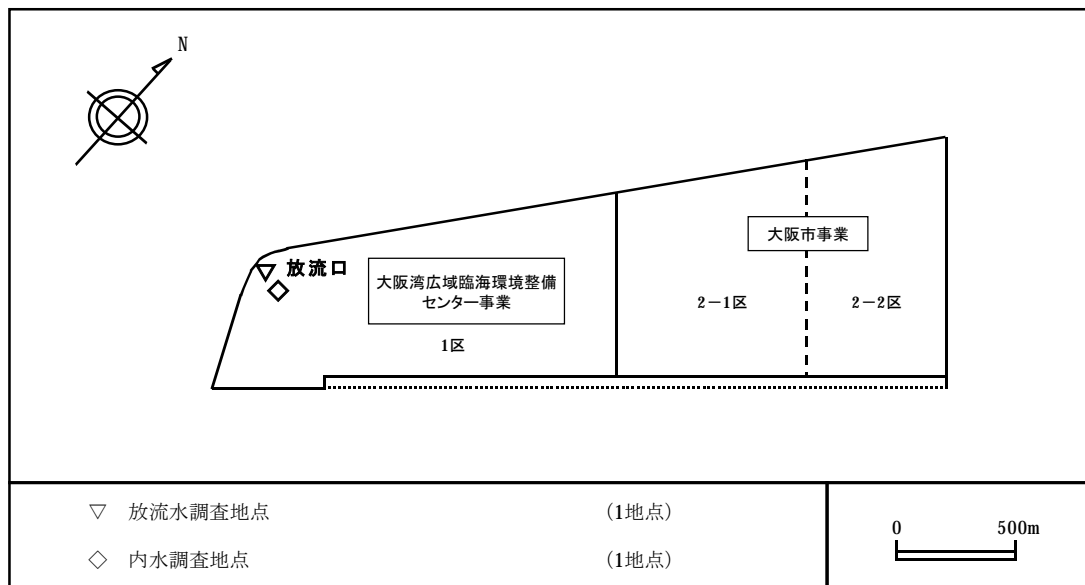 N
放流口
大阪湾広域臨海環境整備
センター事業
1区
大阪市事業
2－1区
2－2区
▽ 放流水調査地点 (1地点)
◇ 内水調査地点 (1地点)
0 500m